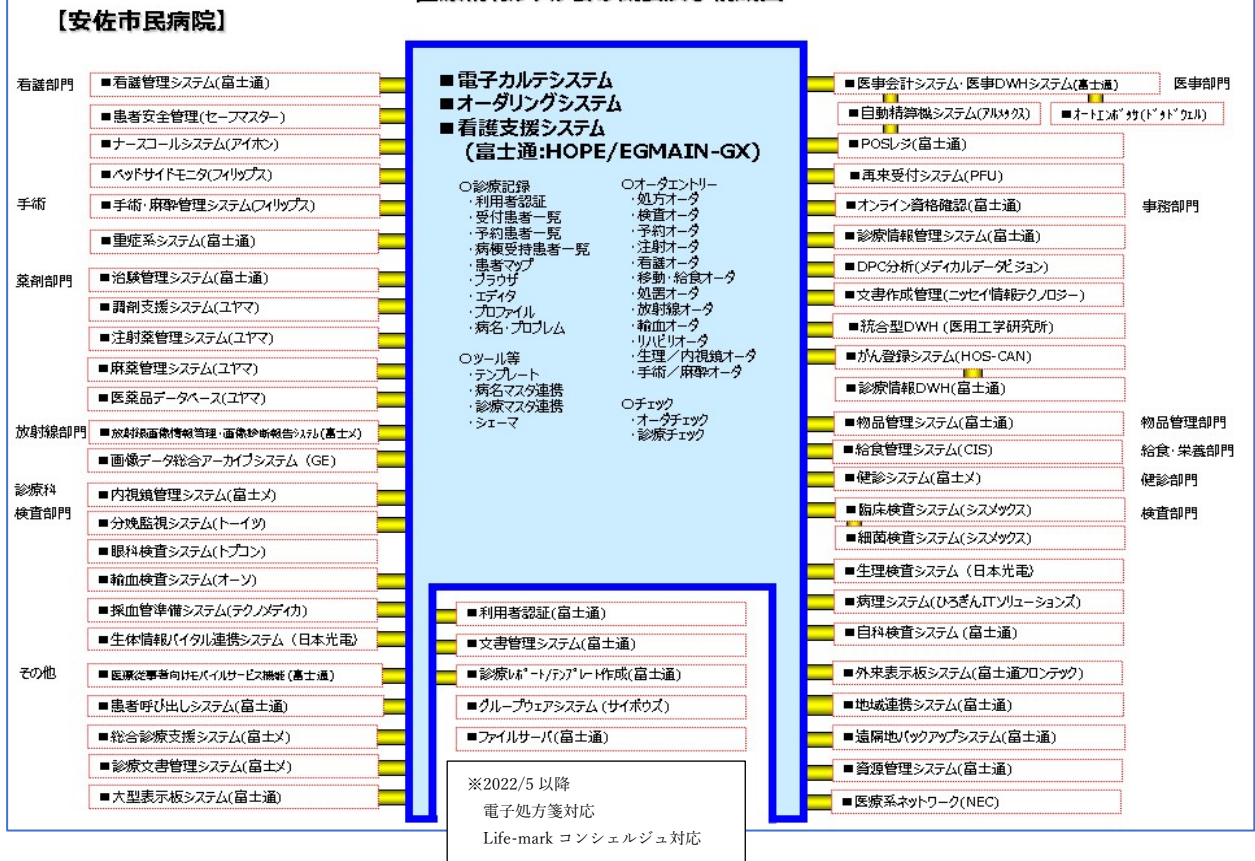 【安佐市民病院】
看護部門
■看護管理システム(富士通)
■患者安全管理(セーフマスター)
■ナースコールシステム(アイホン)
■ベッドサイドモニタ(フィリップス)
手術
■手術・麻酔管理システム(フィリップス)
■重症系システム(富士通)
薬剤部門
■治験管理システム(富士通)
■調剤支援システム(ユヤマ)
■注射薬管理システム(ユヤマ)
■麻薬管理システム(ユヤマ)
■医薬品データベース(ユヤマ)
放射線部門
■放射線画像情報管理・画像診断報告システム(富士メ)
■画像データ総合アーカイブシステム (GE)
診療科
検査部門
■内視鏡管理システム(富士メ)
■分娩監視システム(トーイツ)
■眼科検査システム(トプコン)
■輸血検査システム(オーソ)
■採血管準備システム(テクノメディカ)
■生体情報バイタル連携システム (日本光電)
その他
■医療従事者向けモバイルサービス機能(富士通)
■患者呼び出しシステム(富士通)
■総合診療支援システム(富士メ)
■診療文書管理システム(富士メ)
■大型表示板システム(富士通)
■電子カルテシステム
■オーダリングシステム
■看護支援システム
(富士通:HOPE/EGMAIN-GX)
○診療記録
・利用者認証
・受付患者一覧
・予約患者一覧
・病棟受持患者一覧
・患者マップ
・ブラウザ
・エディタ
・プロファイル
・病名・プロブレム
○ツール等
・テンプレート
・病名マスタ連携
・診療マスタ連携
・シェーマ
○オーダエントリー
・処方オーダ
・検査オーダ
・予約オーダ
・注射オーダ
・看護オーダ
・移動・給食オーダ
・処置オーダ
・放射線オーダ
・輸血オーダ
・リハビリオーダ
・生理/内視鏡オーダ
・手術/麻酔オーダ
○チェック
・オーダチェック
・診療チェック
■利用者認証(富士通)
■文書管理システム(富士通)
■診療レポート/テンプレート作成(富士通)
■グループウェアシステム(サイボウズ)
■ファイルサーバ(富士通)
※2022/5 以降
電子処方箋対応
Life-mark コンシェルジュ対応
■医事会計システム・医事DWHシステム(富士通)
医事部門
■自動精算機システム(アルメックス)
■オートエンボッサ(ドッドウエル)
■POSレジ(富士通)
■再来受付システム(PFU)
■オンライン資格確認(富士通)
事務部門
■診療情報管理システム(富士通)
■DPC分析(メディカルデータビジョン)
■文書作成管理(ニッセイ情報テクノロジー)
■統合型DWH (医用工学研究所)
■がん登録システム(HOS-CAN)
■診療情報DWH(富士通)
■物品管理システム(富士通)
物品管理部門
■給食管理システム(CIS)
給食・栄養部門
■健診システム(富士メ)
健診部門
■臨床検査システム(シスメックス)
検査部門
■細菌検査システム(シスメックス)
■生理検査システム (日本光電)
■病理システム(ひろぎんITソリューションズ)
■自科検査システム(富士通)
■外来表示板システム(富士通フロンテック)
■地域連携システム(富士通)
■遠隔地バックアップシステム(富士通)
■資源管理システム(富士通)
■医療系ネットワーク(NEC)